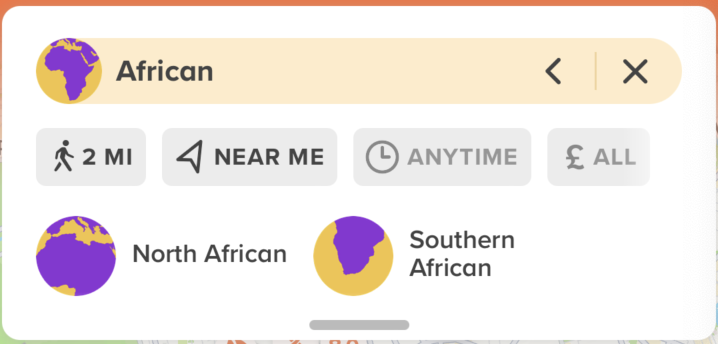 African
2 MI
NEAR ME
ANYTIME
£ ALL
North African
Southern
African